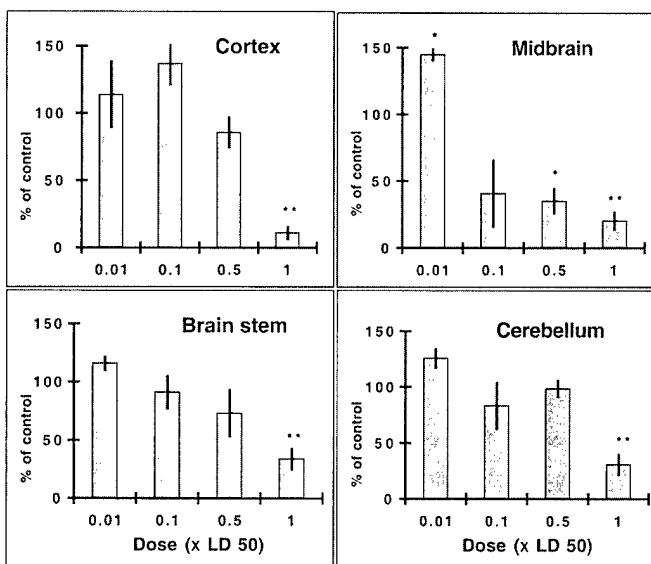 Cortex
% of control
150
100
50
0
**
0.01 0.1 0.5 1
Midbrain
% of control
150
100
50
0
*
*
**
0.01 0.1 0.5 1
Brain stem
% of control
150
100
50
0
**
0.01 0.1 0.5 1
Dose (x LD 50)
Cerebellum
% of control
150
100
50
0
**
0.01 0.1 0.5 1
Dose (x LD 50)